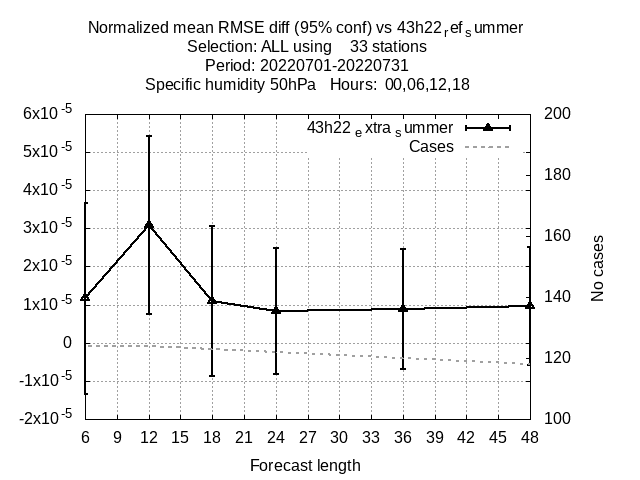 Normalized mean RMSE diff (95% conf) vs 43h22refsummer
Selection: ALL using 33 stations
Period: 20220701-20220731
Specific humidity 50hPa Hours: 00,06,12,18
43h22extrasummer
Cases
6x10-5
5x10-5
4x10-5
3x10-5
2x10-5
1x10-5
0
-1x10-5
-2x10-5
200
180
160
140
120
100
No cases
6 9 12 15 18 21 24 27 30 33 36 39 42 45 48
Forecast length